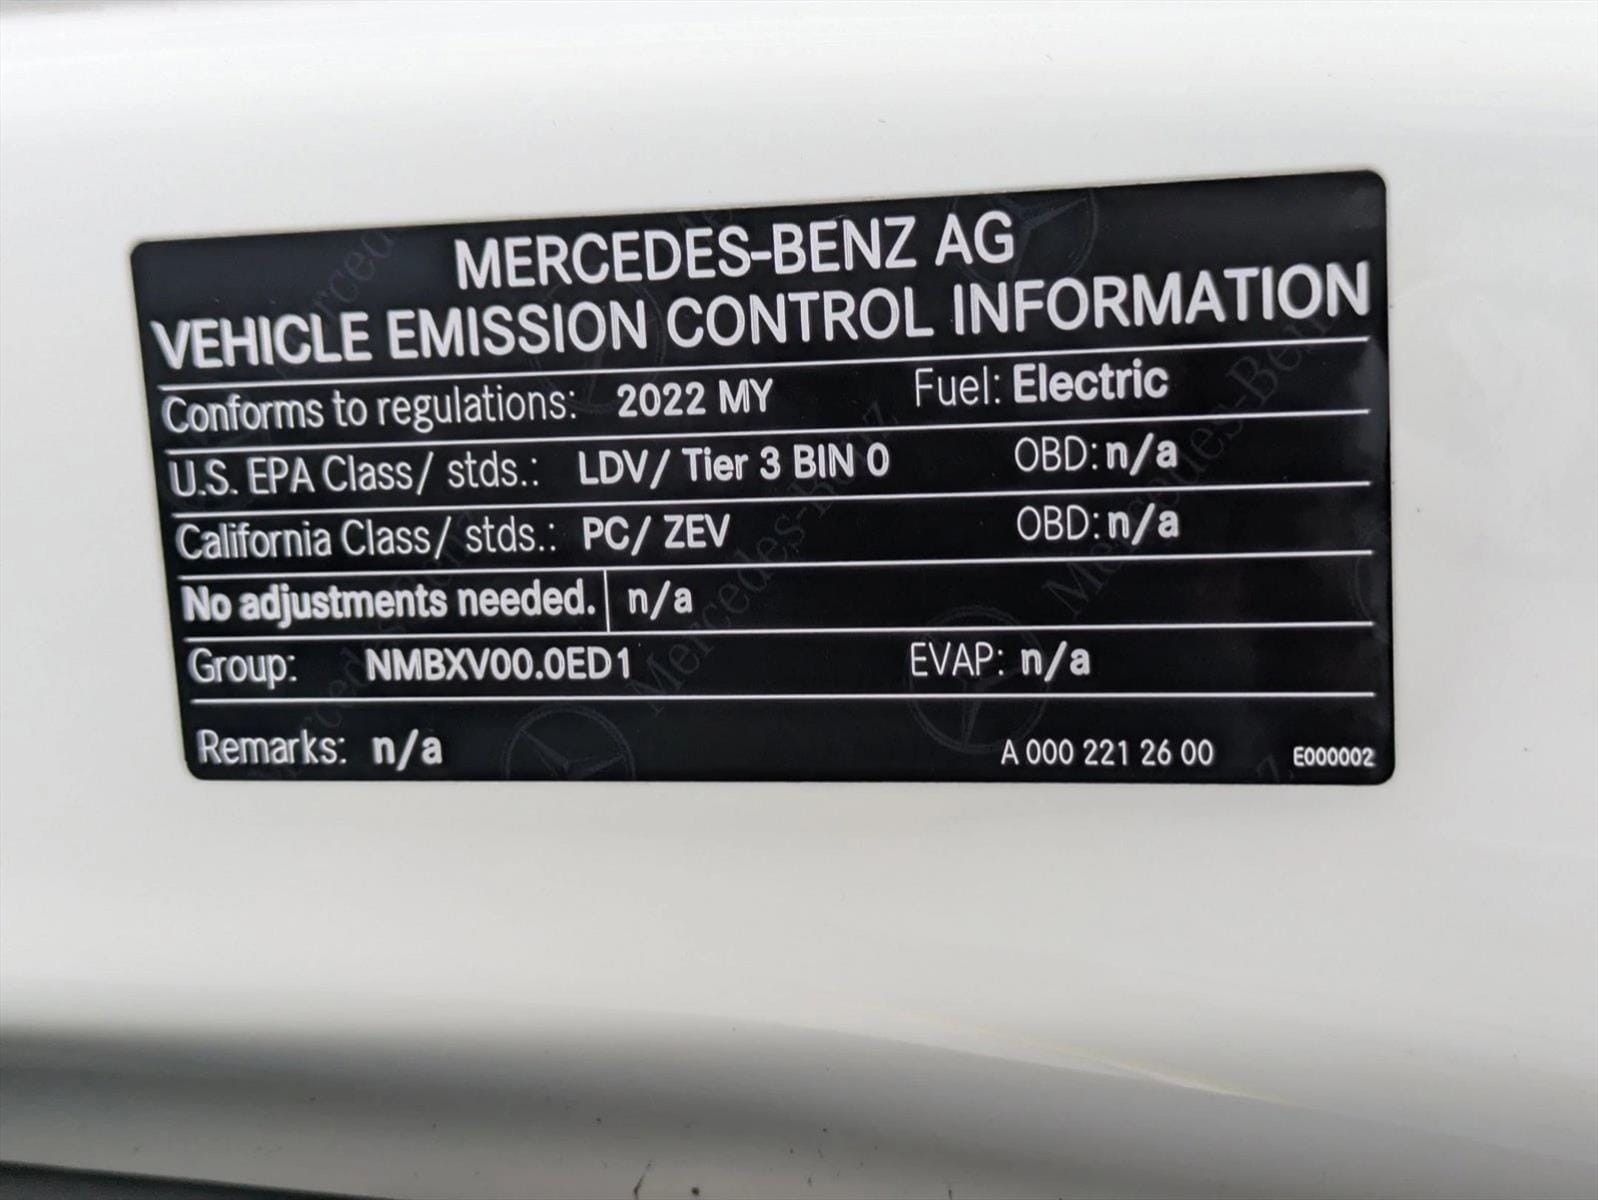 MERCEDES-BENZ AG
VEHICLE EMISSION CONTROL INFORMATION
Conforms to regulations: 2022 MY Fuel: Electric
U.S. EPA Class/ stds.: LDV/ Tier 3 BIN 0 OBD: n/a
California Class/ stds.: PC/ ZEV OBD: n/a
No adjustments needed. n/a
Group: NMBXV00.0ED1 EVAP: n/a
Remarks: n/a A 000 221 26 00 E000002